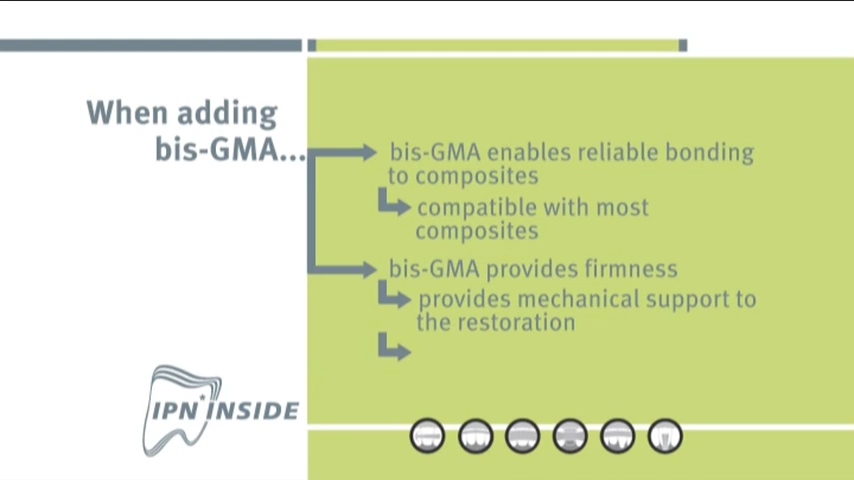 When adding
bis-GMA...
bis-GMA enables reliable bonding
to composites
compatible with most
composites
bis-GMA provides firmness
provides mechanical support to
the restoration
IPN*INSIDE